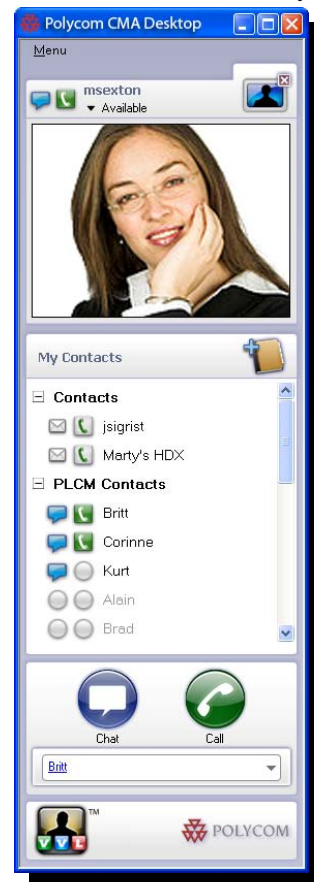 Polycom CMA Desktop
Menu
msexton
Available
My Contacts
Contacts
jsigrist
Marty's HDX
PLCM Contacts
Britt
Corinne
Kurt
Alain
Brad
Chat
Call
Britt
VVL TM
POLYCOM